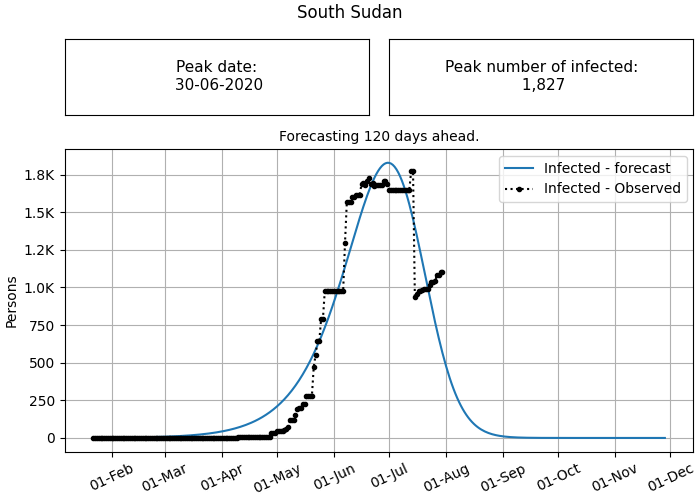 South Sudan
Peak date:
30-06-2020
Peak number of infected:
1,827
Forecasting 120 days ahead.
Infected - forecast
Infected - Observed
Persons
1.8K
1.5K
1.2K
1.0K
750
500
250
0
01-Feb
01-Mar
01-Apr
01-May
01-Jun
01-Jul
01-Aug
01-Sep
01-Oct
01-Nov
01-Dec